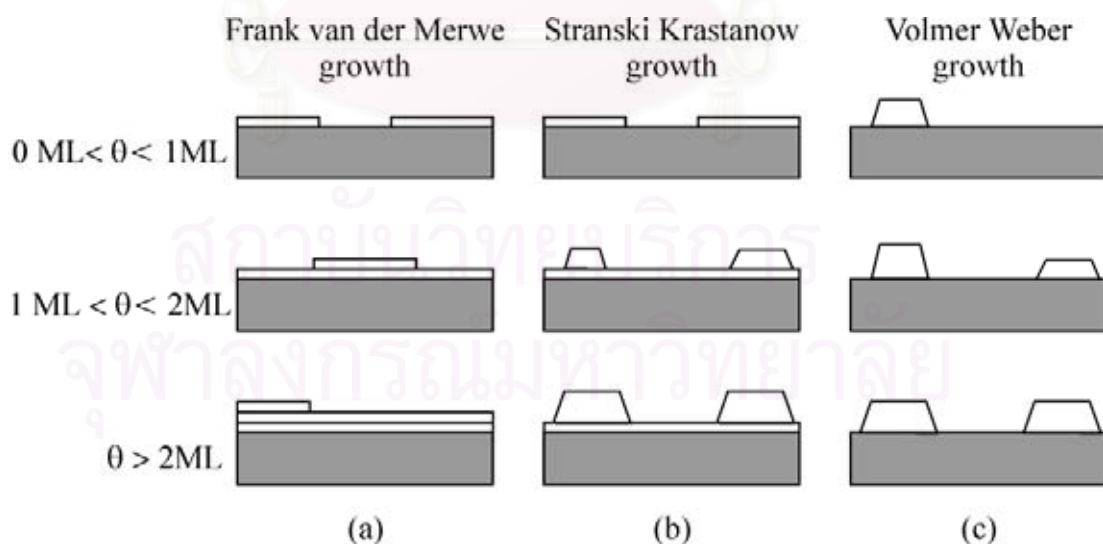 Frank van der Merwe growth
Stranski Krastanow growth
Volmer Weber growth
0 ML< θ< 1ML
สถาบันวิทยบริการ
1 ML < θ< 2ML
จุฬาลงกรณ์มหาวิทยาลัย
θ > 2ML
(a)
(b)
(c)